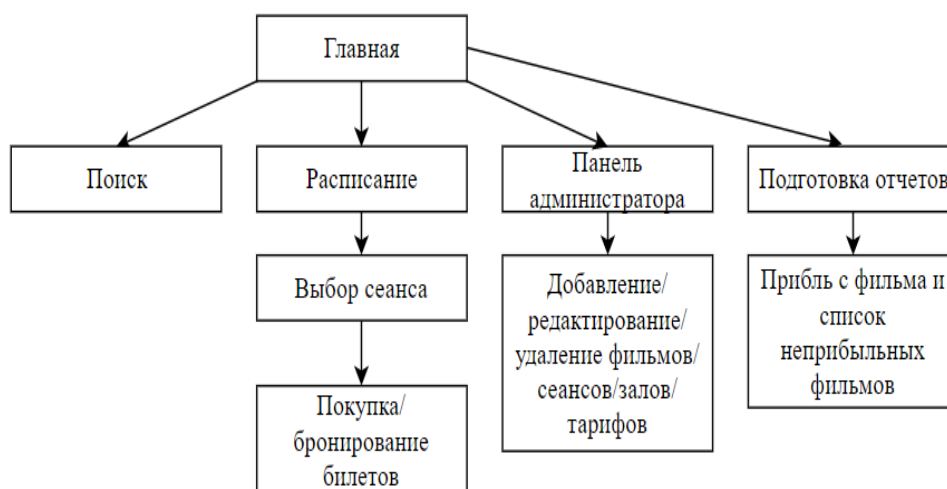 Главная
Поиск
Расписание
Панель
администратора
Подготовка отчетов
Выбор сеанса
Добавление/
редактирование/
удаление фильмов/
сеансов/залов/
тарифов
Прибль с фильма и
список
неприбыльных
фильмов
Покупка/
бронирование
билетов